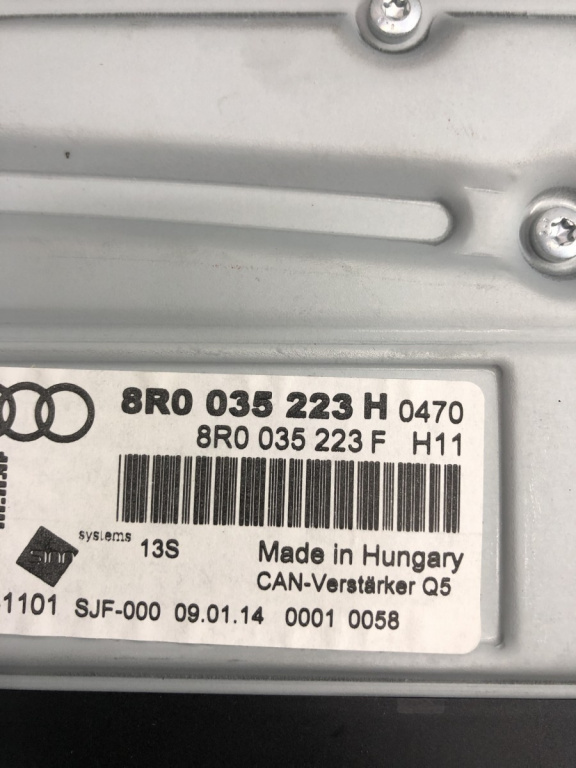 8R0 035 223 H 0470
8R0 035 223 F H11
systems 13S
Made in Hungary
CAN-Verstärker Q5
1101 SJF-000 09.01.14 0001 0058